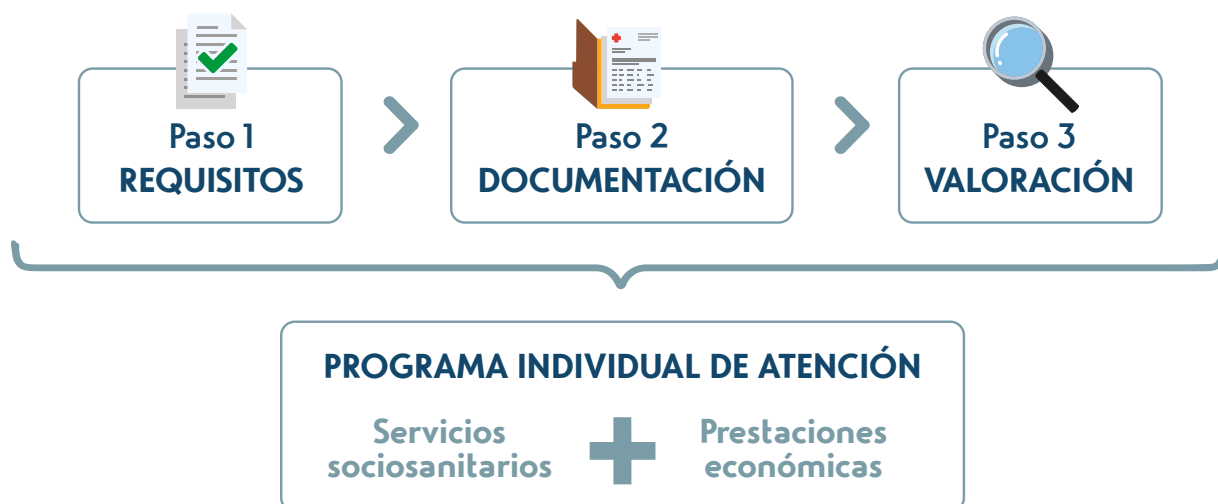 Paso 1
REQUISITOS
Paso 2
DOCUMENTACIÓN
Paso 3
VALORACIÓN
PROGRAMA INDIVIDUAL DE ATENCIÓN
Servicios
sociosanitarios
Prestaciones
económicas